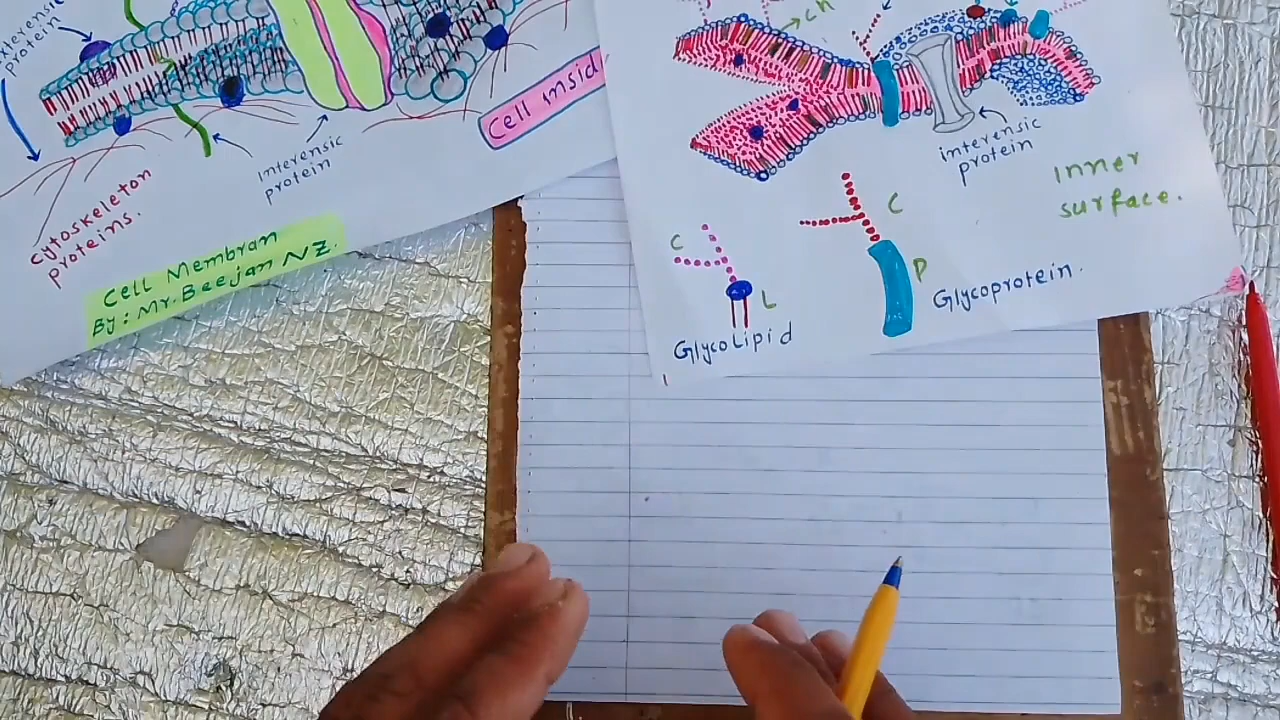 protein
Cytoskeleton
proteins.
interensic
protein
Cell insid
Cell Membran
By: Mr. Beejan NZ.
Ch
interensic
protein
Inner
surface.
C
L
GlycoLipid
C
P
Glycoprotein.